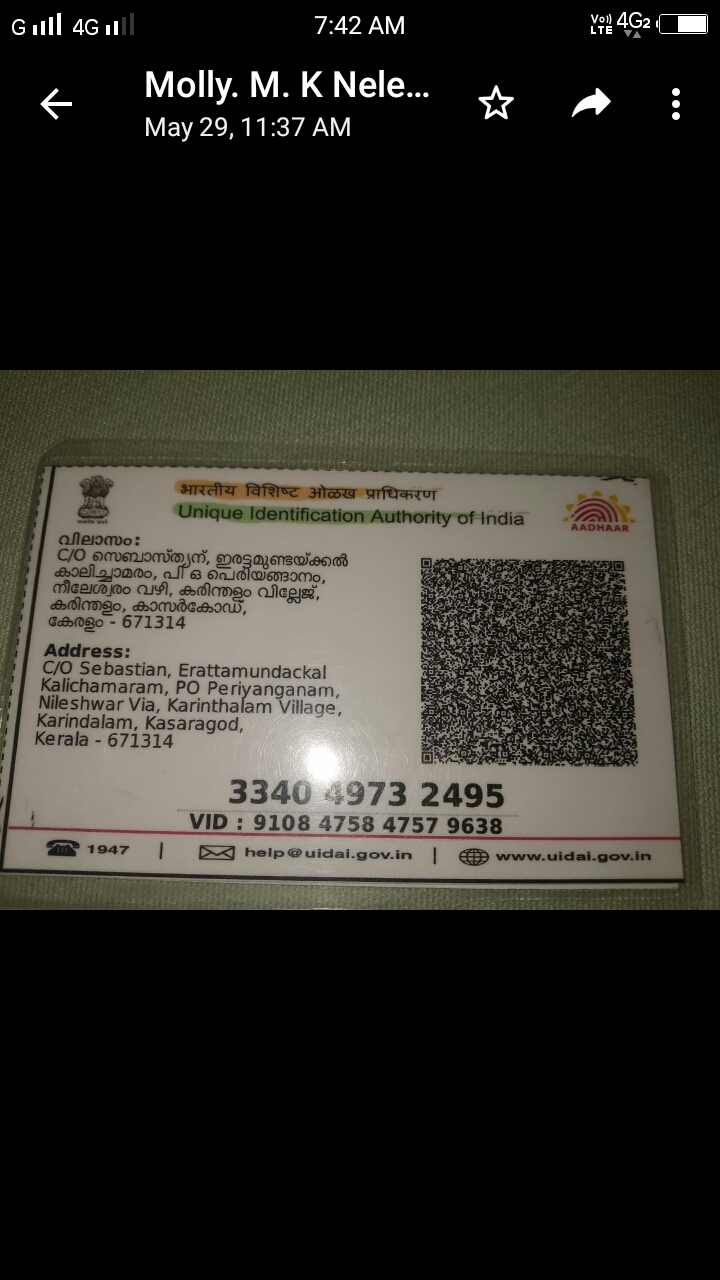 G 4G 7:42 AM Vo)) LTE 4G2
Molly. M. K Nele...
May 29, 11:37 AM
भारतीय विशिष्ट ओळख प्राधिकरण
Unique Identification Authority of India
AADHAAR
വിലാസം:
C/O സെബാസ്ത്യന്, ഇരട്ടമുണ്ടയ്ക്കൽ
കാലിച്ചാമരം, പി ഒ പെരിയങ്ങാനം,
നീലേശ്വരം വഴി, കരിന്തളം വില്ലേജ്,
കരിന്തളം, കാസർകോഡ്,
കേരളം - 671314
Address:
C/O Sebastian, Erattamundackal
Kalichamaram, PO Periyanganam,
Nileshwar Via, Karinthalam Village,
Karindalam, Kasaragod,
Kerala - 671314
3340 4973 2495
VID : 9108 4758 4757 9638
1947 | help@uidai.gov.in | www.uidai.gov.in